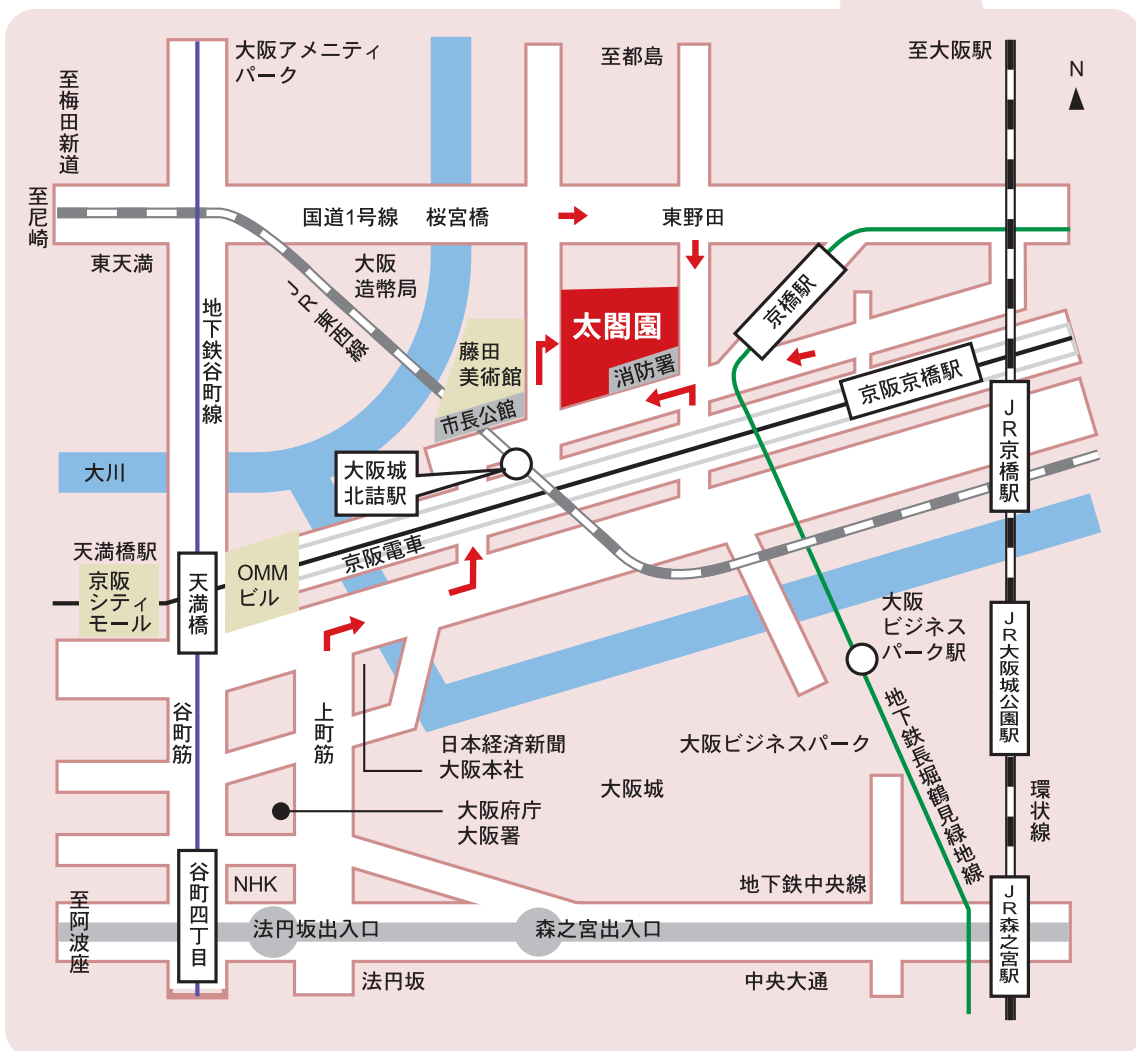 大阪アメニティ
パーク
至都島
至大阪駅
N
至梅田新道
至尼崎
国道1号線
桜宮橋
東野田
東天満
大阪
造幣局
JR東西線
地下鉄谷町線
京橋駅
太閤園
消防署
藤田
美術館
市長公館
京阪京橋駅
JR京橋駅
大阪城
北詰駅
大川
京阪電車
天満橋駅
京阪
シティ
モール
天満橋
OMM
ビル
大阪
ビジネス
パーク駅
JR大阪城公園駅
谷町筋
上町筋
地下鉄長堀鶴見緑地線
日本経済新聞
大阪本社
大阪ビジネスパーク
大阪城
環状線
大阪府庁
大阪署
谷町四丁目
NHK
地下鉄中央線
JR森之宮駅
至阿波座
法円坂出入口
森之宮出入口
法円坂
中央大通